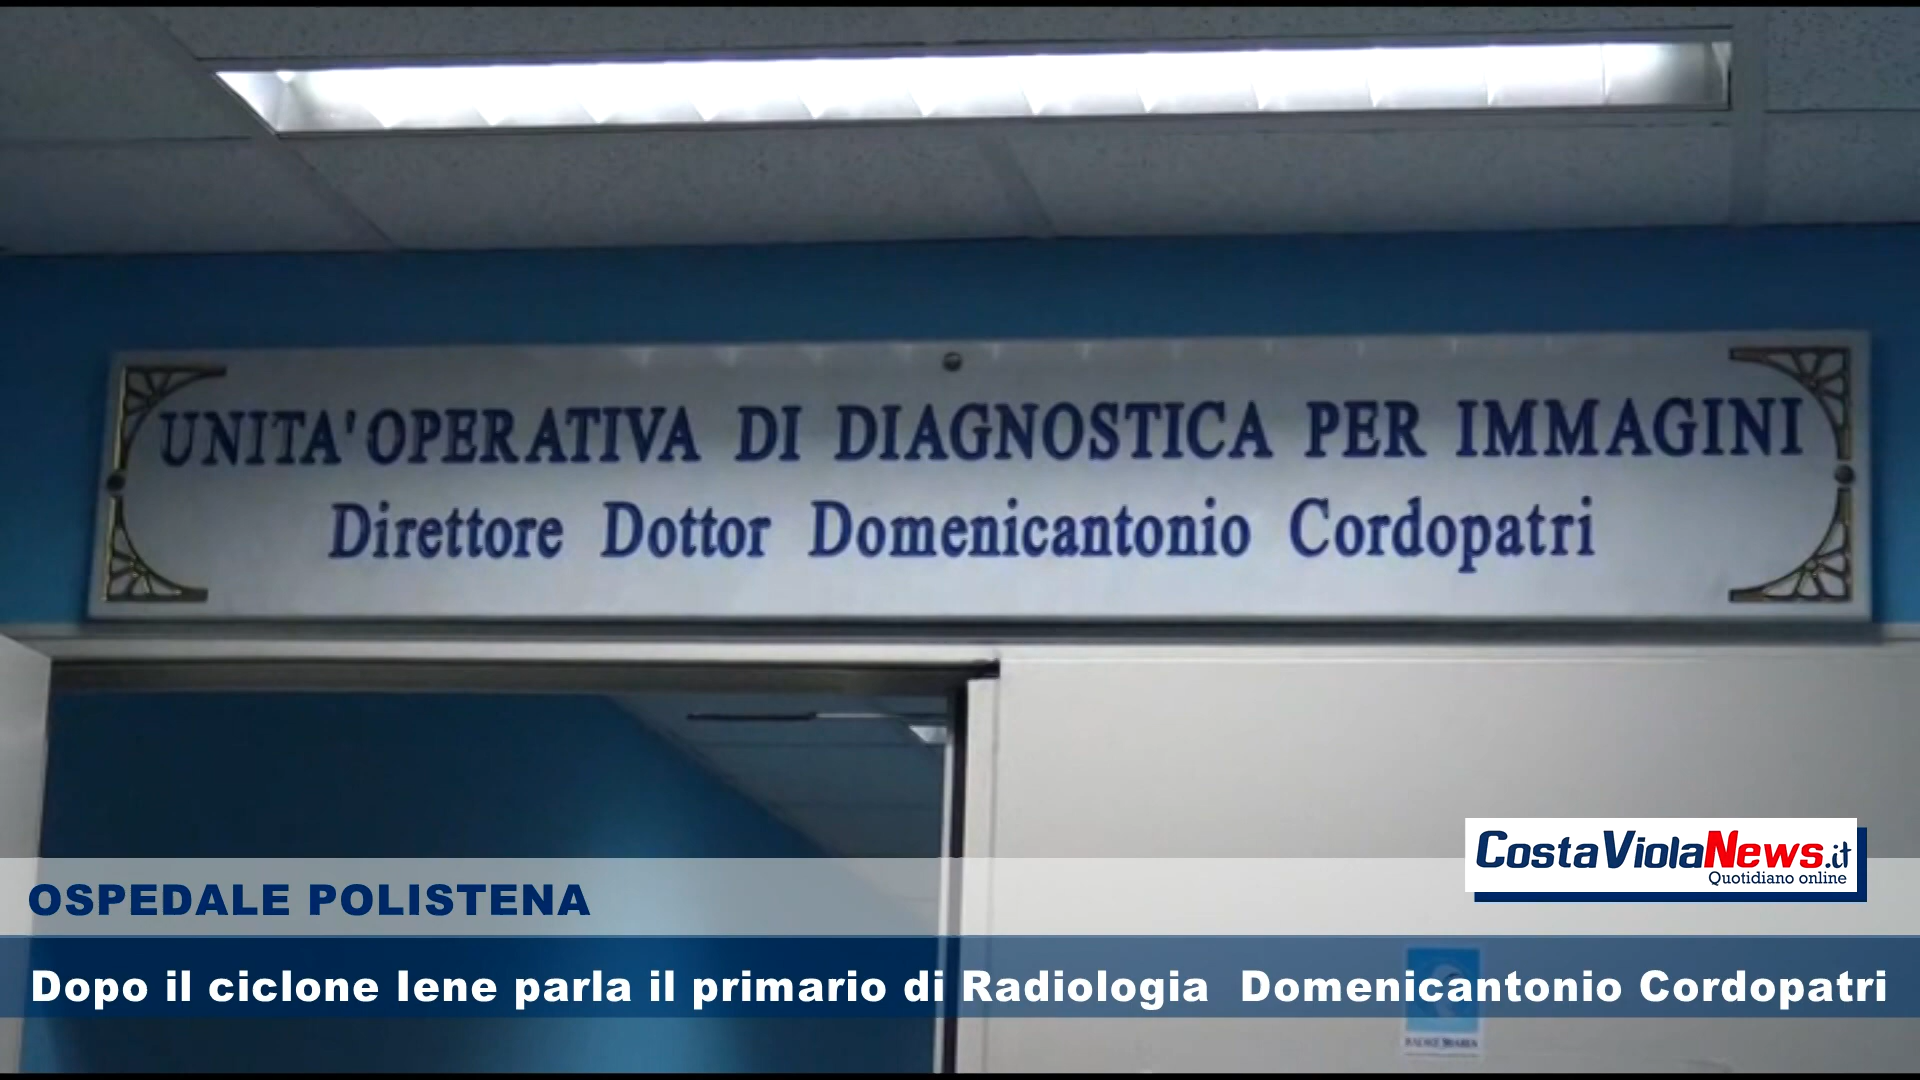 UNITA' OPERATIVA DI DIAGNOSTICA PER IMMAGINI
Direttore Dottor Domenicantonio Cordopatri
CostaViolaNews.it
Quotidiano online
OSPEDALE POLISTENA
Dopo il ciclone Iene parla il primario di Radiologia Domenicantonio Cordopatri